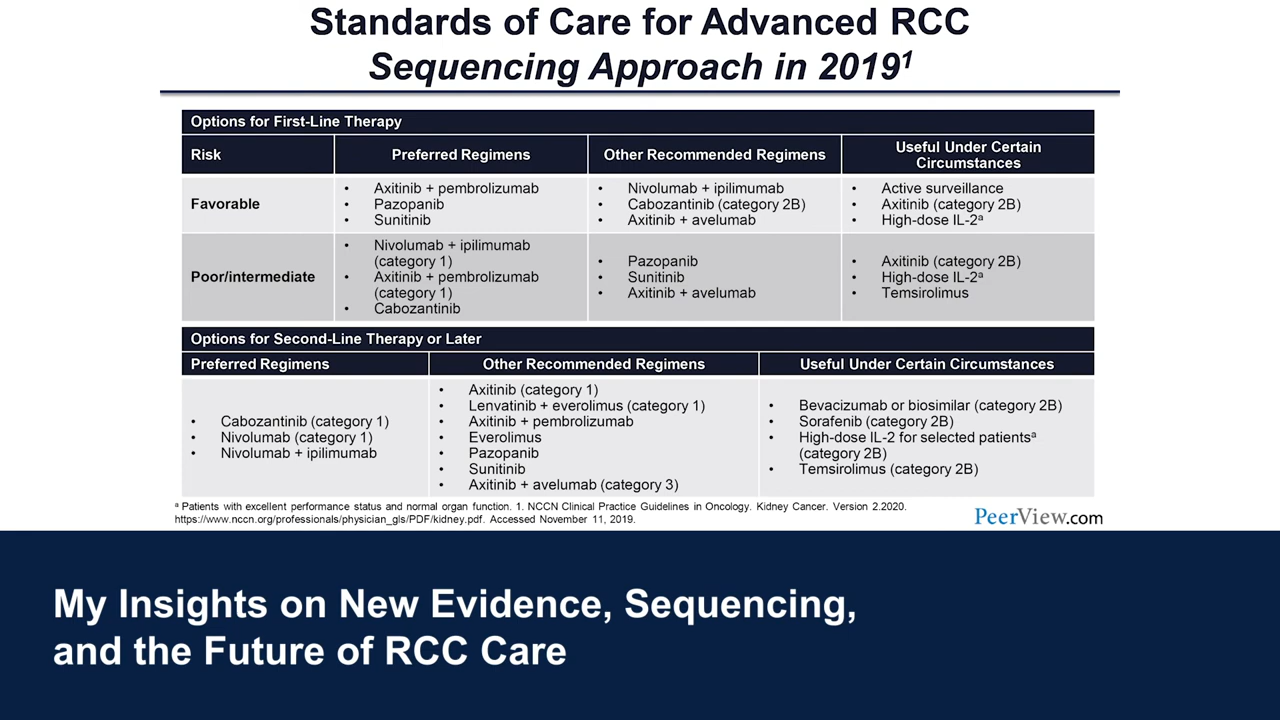 Standards of Care for Advanced RCC
Sequencing Approach in 2019¹
Options for First-Line Therapy
Risk
Preferred Regimens
Other Recommended Regimens
Useful Under Certain
Circumstances
Favorable
• Axitinib + pembrolizumab
• Pazopanib
• Sunitinib
• Nivolumab + ipilimumab
• Cabozantinib (category 2B)
• Axitinib + avelumab
• Active surveillance
• Axitinib (category 2B)
• High-dose IL-2ᵃ
Poor/intermediate
• Nivolumab + ipilimumab
(category 1)
• Axitinib + pembrolizumab
(category 1)
• Cabozantinib
• Pazopanib
• Sunitinib
• Axitinib + avelumab
• Axitinib (category 2B)
• High-dose IL-2ᵃ
• Temsirolimus
Options for Second-Line Therapy or Later
Preferred Regimens
Other Recommended Regimens
Useful Under Certain Circumstances
• Cabozantinib (category 1)
• Nivolumab (category 1)
• Nivolumab + ipilimumab
• Axitinib (category 1)
• Lenvatinib + everolimus (category 1)
• Axitinib + pembrolizumab
• Everolimus
• Pazopanib
• Sunitinib
• Axitinib + avelumab (category 3)
• Bevacizumab or biosimilar (category 2B)
• Sorafenib (category 2B)
• High-dose IL-2 for selected patientsᵃ
(category 2B)
• Temsirolimus (category 2B)
ᵃ Patients with excellent performance status and normal organ function. 1. NCCN Clinical Practice Guidelines in Oncology. Kidney Cancer. Version 2.2020.
https://www.nccn.org/professionals/physician_gls/PDF/kidney.pdf. Accessed November 11, 2019.
PeerView.com
My Insights on New Evidence, Sequencing,
and the Future of RCC Care